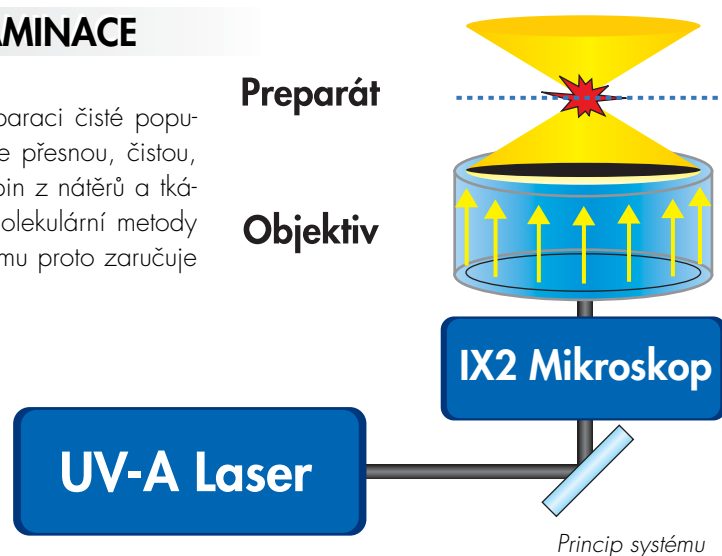 MINACE
paraci čisté popu-
e přesnou, čistou,
pin z nátěrů a tká-
olekulární metody
mu proto zaručuje
Preparát
Objektiv
IX2 Mikroskop
UV-A Laser
Princip systému